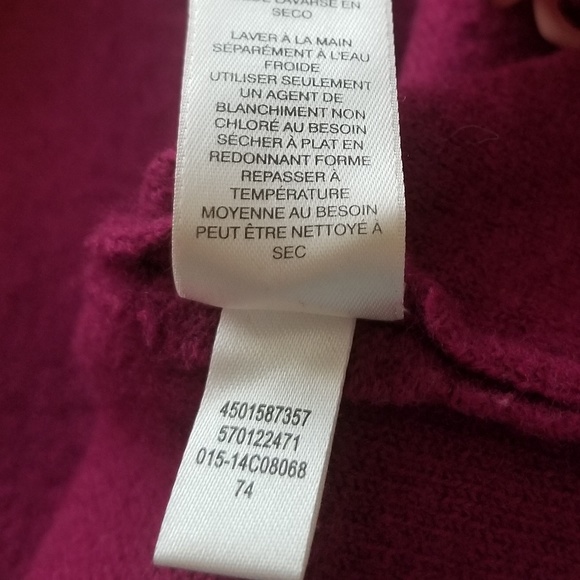 LAVARSE EN
SECO
LAVER À LA MAIN
SÉPARÉMENT À L'EAU
FROIDE
UTILISER SEULEMENT
UN AGENT DE
BLANCHIMENT NON
CHLORÉ AU BESOIN
SÉCHER À PLAT EN
REDONNANT FORME
REPASSER À
TEMPÉRATURE
MOYENNE AU BESOIN
PEUT ÊTRE NETTOYÉ À
SEC
4501587357
570122471
015-14C08068
74